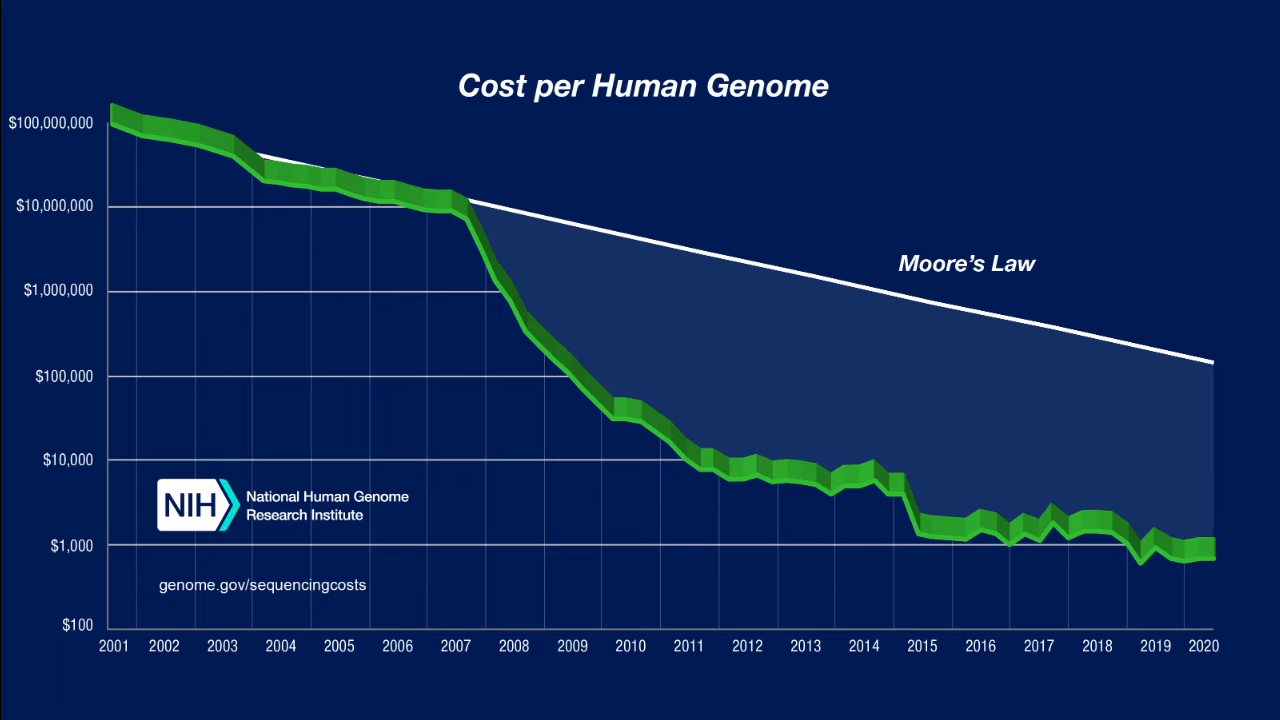 Cost per Human Genome
$100,000,000
$10,000,000
$1,000,000
$100,000
$10,000
$1,000
$100
Moore’s Law
NIH
National Human Genome
Research Institute
genome.gov/sequencingcosts
2001 2002 2003 2004 2005 2006 2007 2008 2009 2010 2011 2012 2013 2014 2015 2016 2017 2018 2019 2020